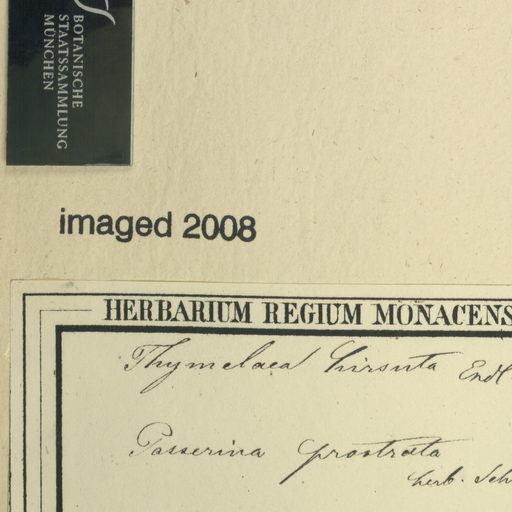 BOTANISCHE
STAATSSAMMLUNG
MÜNCHEN
imaged 2008
HERBARIUM REGIUM MONACENS
Thymelaea hirsuta Endl
Passerina prostrata
herb. Sch